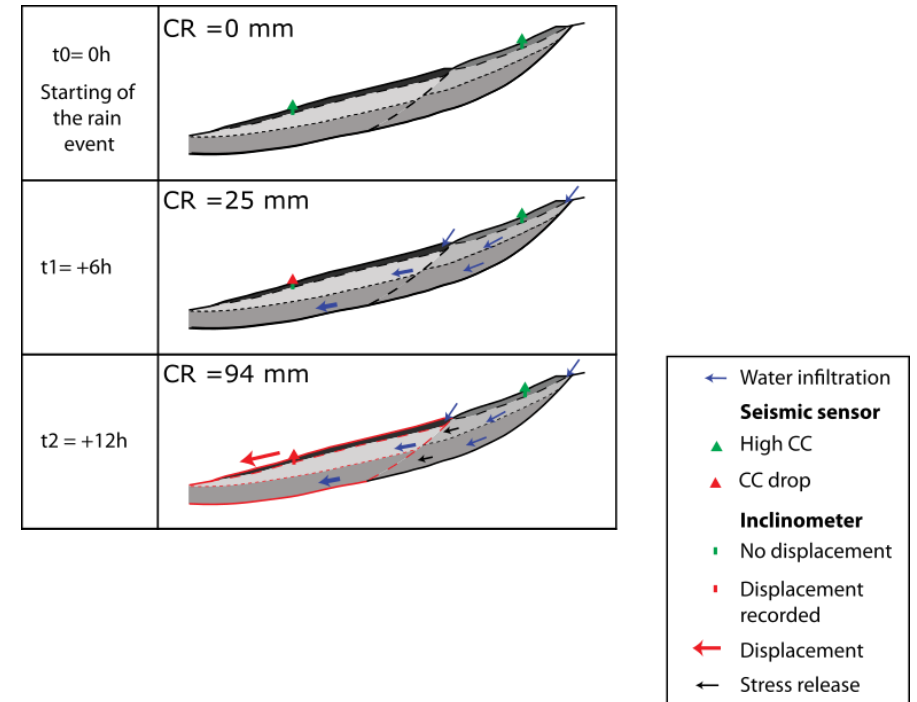 t0= 0h
Starting of
the rain
event
CR =0 mm
t1= +6h
CR =25 mm
t2 = +12h
CR =94 mm
Water infiltration
Seismic sensor
High CC
CC drop
Inclinometer
No displacement
Displacement
recorded
Displacement
Stress release